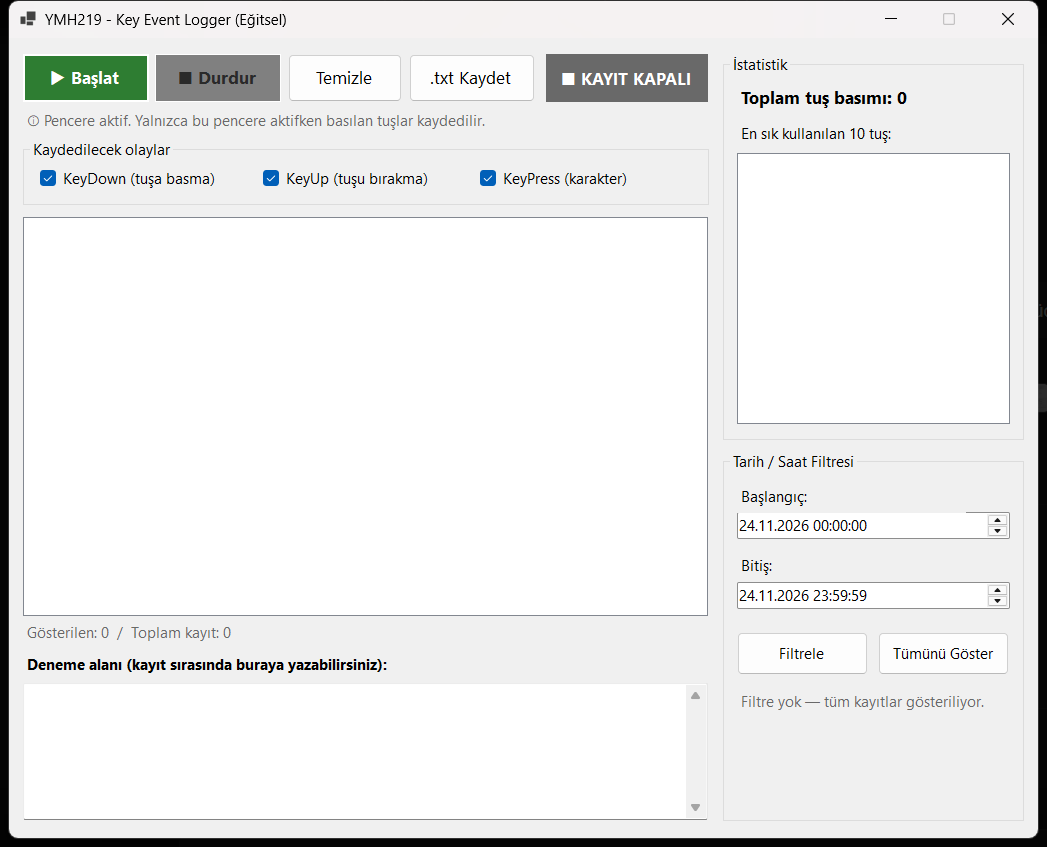 YMH219 - Key Event Logger (Eğitsel)
▶ Başlat
■ Durdur
Temizle
.txt Kaydet
■ KAYIT KAPALI
ⓘ Pencere aktif. Yalnızca bu pencere aktifken basılan tuşlar kaydedilir.
Kaydedilecek olaylar
KeyDown (tuşa basma)
KeyUp (tuşu bırakma)
KeyPress (karakter)
Gösterilen: 0 / Toplam kayıt: 0
Deneme alanı (kayıt sırasında buraya yazabilirsiniz):
İstatistik
Toplam tuş basımı: 0
En sık kullanılan 10 tuş:
Tarih / Saat Filtresi
Başlangıç:
24.11.2026 00:00:00
Bitiş:
24.11.2026 23:59:59
Filtrele
Tümünü Göster
Filtre yok — tüm kayıtlar gösteriliyor.